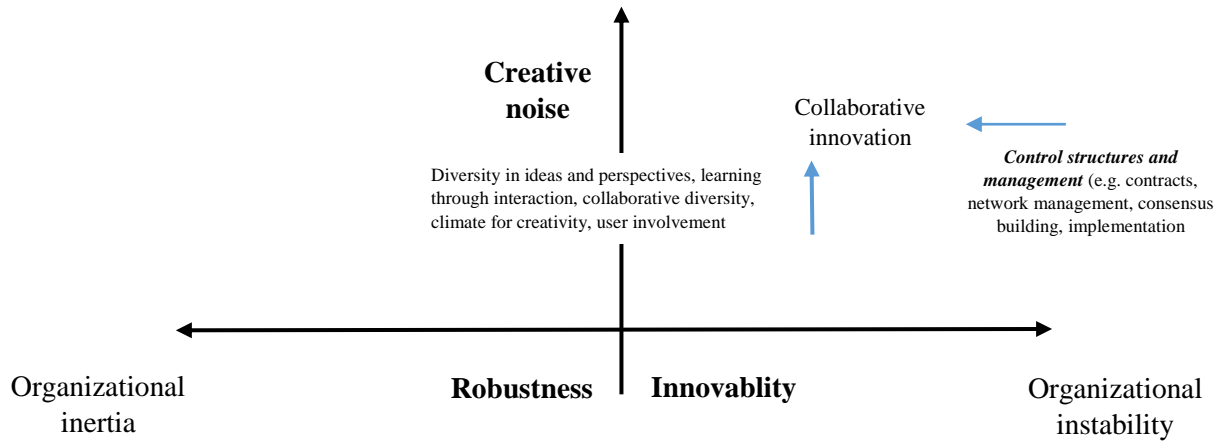 Creative
noise
Collaborative
innovation
Control structures and
management (e.g. contracts,
network management, consensus
building, implementation
Diversity in ideas and perspectives, learning
through interaction, collaborative diversity,
climate for creativity, user involvement
Organizational
inertia
Robustness
Innovablity
Organizational
instability